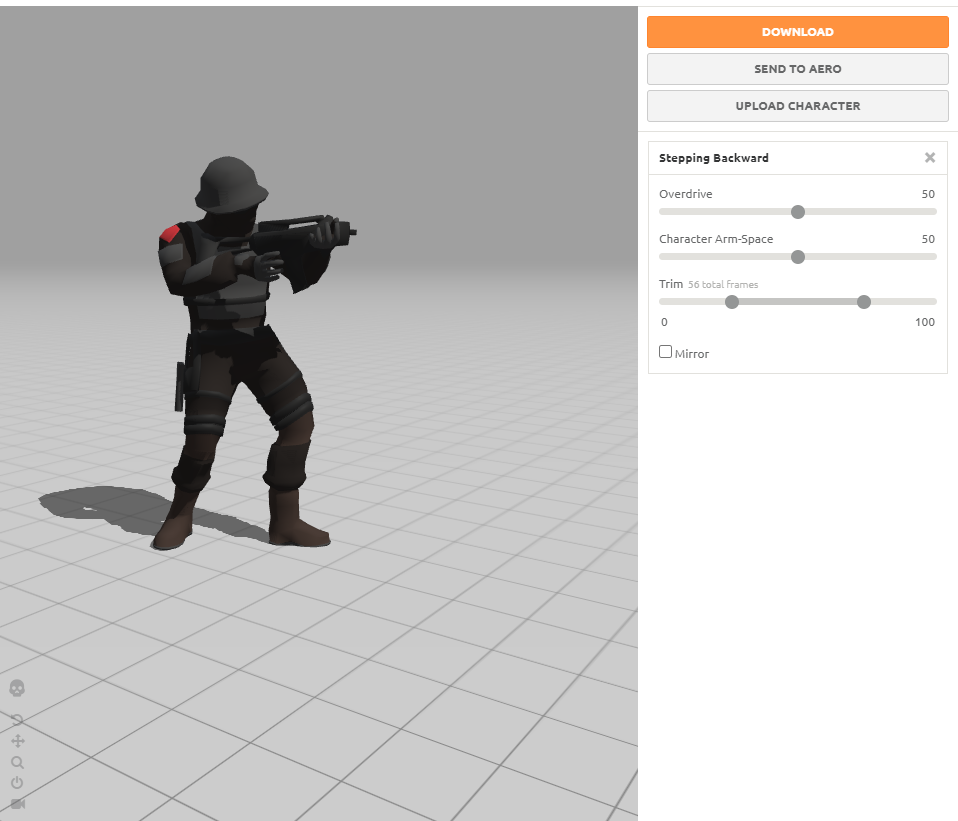 DOWNLOAD
SEND TO AERO
UPLOAD CHARACTER
Stepping Backward
Overdrive 50
Character Arm-Space 50
Trim 56 total frames
0 100
Mirror